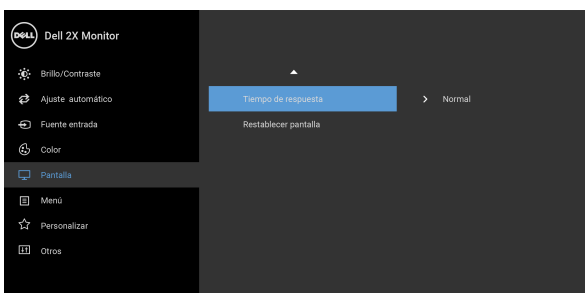 DELL Dell 2X Monitor
Brillo/Contraste
Ajuste automático
Tiempo de respuesta Normal
Fuente entrada
Restablecer pantalla
Color
Pantalla
Menú
Personalizar
Otros